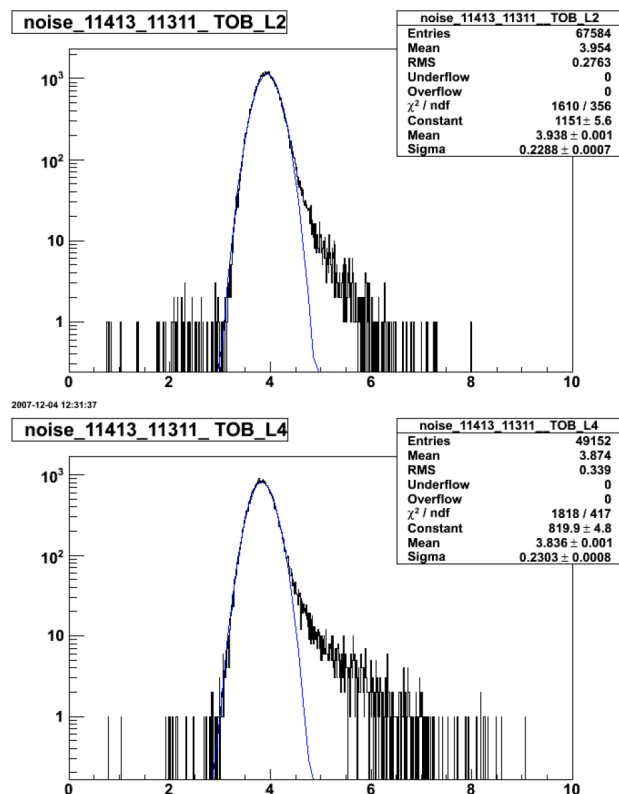 noise_11413_11311_ TOB_L2
noise_11413_11311__TOB_L2
Entries 67584
Mean 3.954
RMS 0.2763
Underflow 0
Overflow 0
χ² / ndf 1610 / 356
Constant 1151± 5.6
Mean 3.938 ± 0.001
Sigma 0.2288 ± 0.0007
10³
10²
10
1
0 2 4 6 8 10
2007-12-04 12:31:37
noise_11413_11311_ TOB_L4
noise_11413_11311__TOB_L4
Entries 49152
Mean 3.874
RMS 0.339
Underflow 0
Overflow 0
χ² / ndf 1818 / 417
Constant 819.9 ± 4.8
Mean 3.836 ± 0.001
Sigma 0.2303 ± 0.0008
10³
10²
10
1
0 2 4 6 8 10